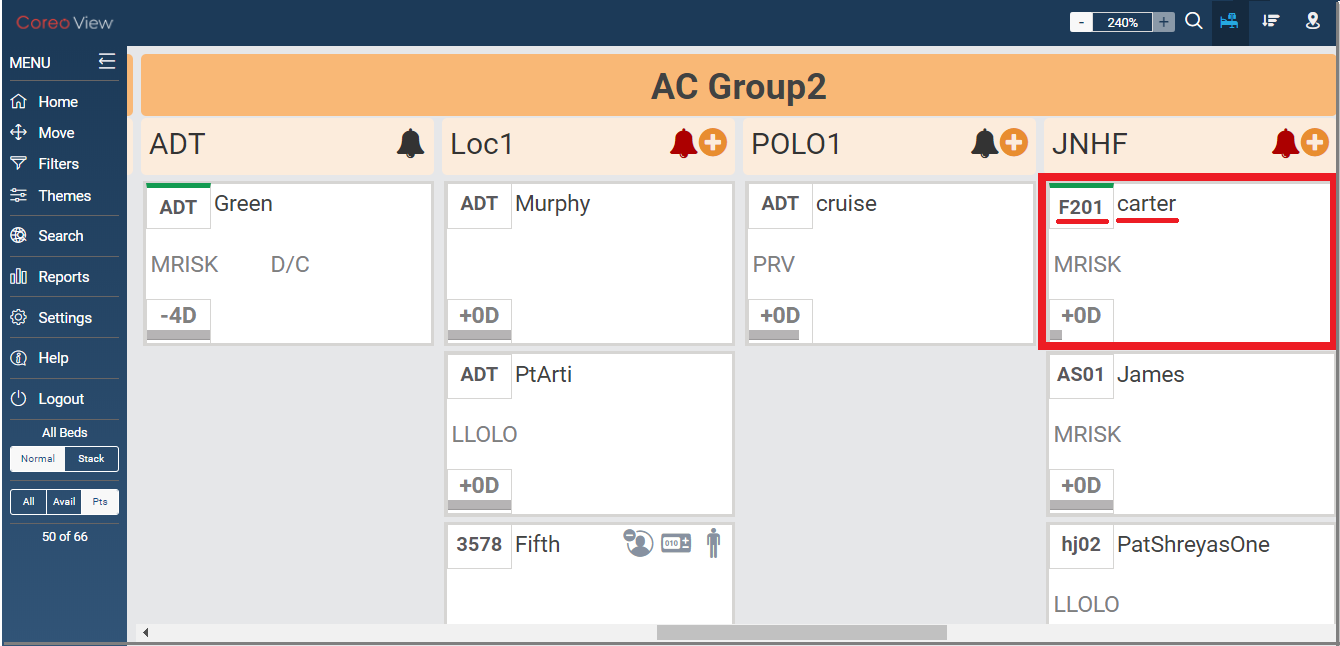 Coreo View
- 240% +
MENU
Home
Move
Filters
Themes
Search
Reports
Settings
Help
Logout
All Beds
Normal Stack
All Avail Pts
50 of 66
AC Group2
ADT
Loc1
POLO1
JNHF
ADT Green
MRISK D/C
-4D
ADT Murphy
+0D
ADT PtArti
LLOLO
+0D
3578 Fifth
010
ADT cruise
PRV
+0D
F201 carter
MRISK
+0D
AS01 James
MRISK
+0D
hj02 PatShreyasOne
LLOLO